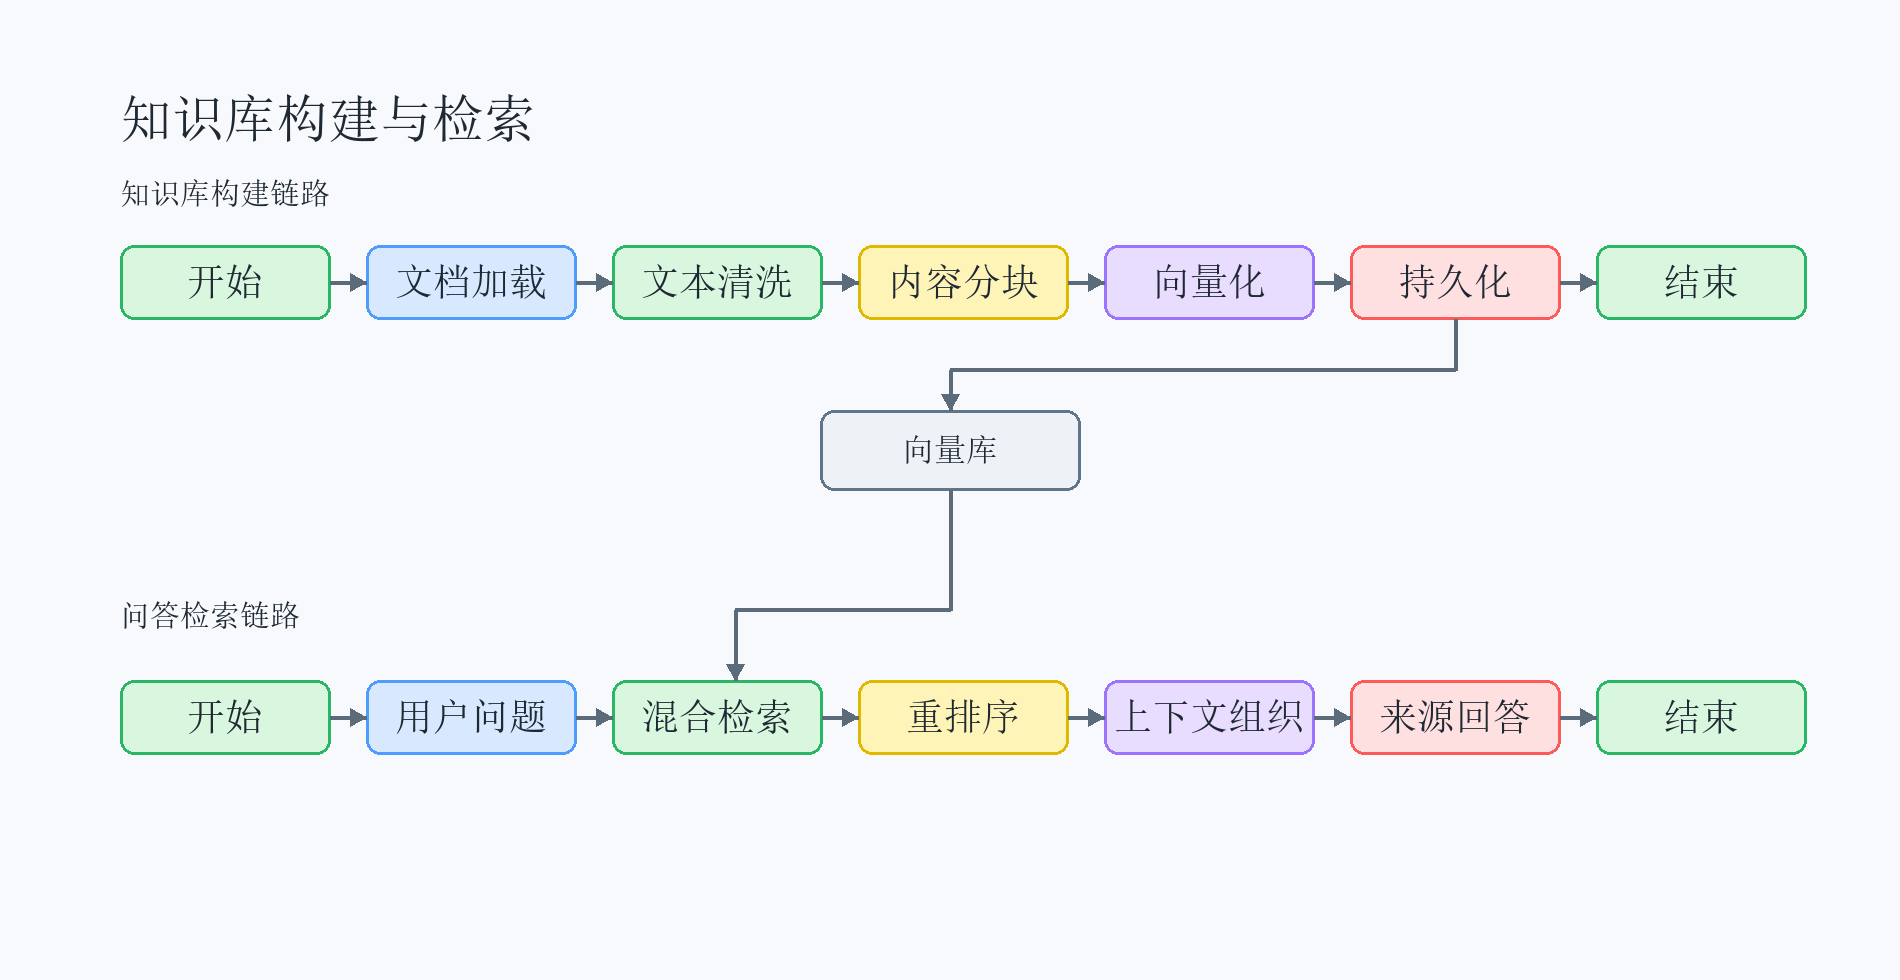 知识库构建与检索
知识库构建链路
开始 文档加载 文本清洗 内容分块 向量化 持久化 结束
向量库
问答检索链路
开始 用户问题 混合检索 重排序 上下文组织 来源回答 结束